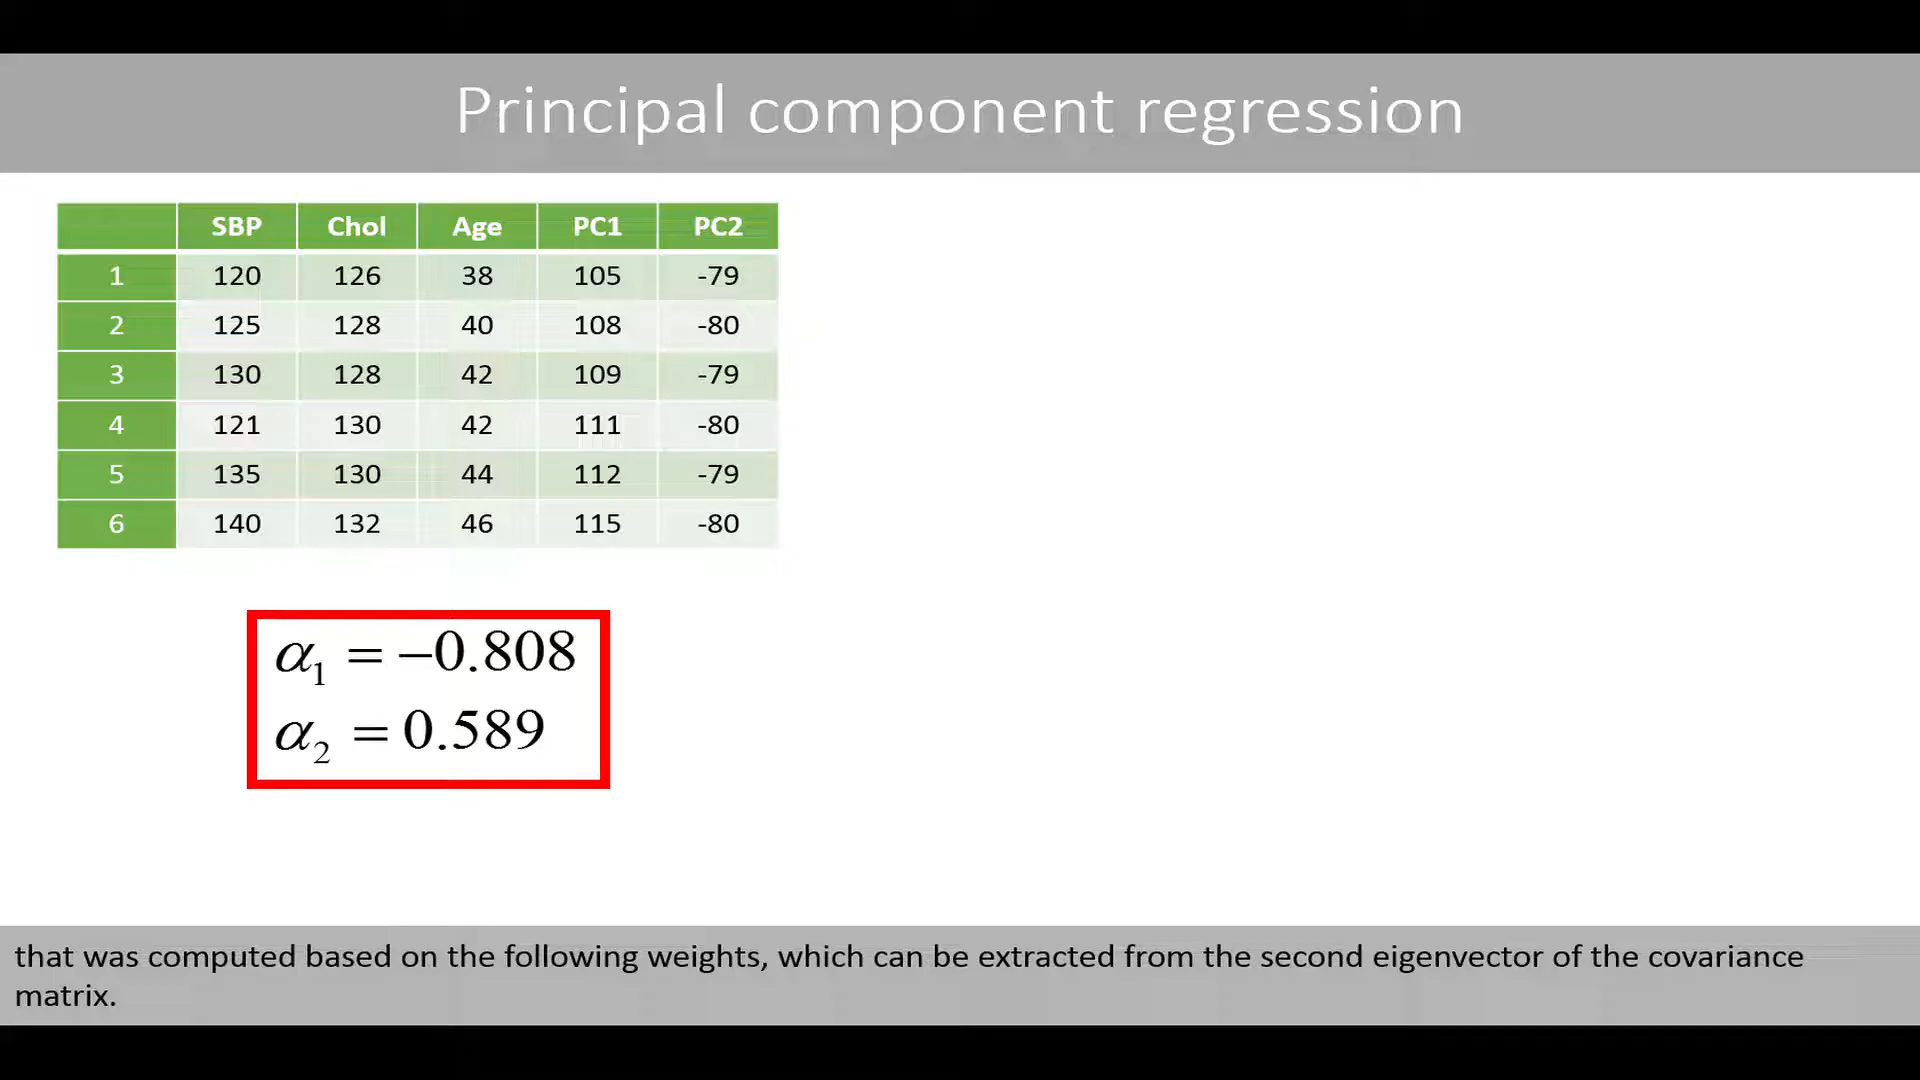 Principal component regression
SBP Chol Age PC1 PC2
1 120 126 38 105 -79
2 125 128 40 108 -80
3 130 128 42 109 -79
4 121 130 42 111 -80
5 135 130 44 112 -79
6 140 132 46 115 -80
α₁ = −0.808
α₂ = 0.589
that was computed based on the following weights, which can be extracted from the second eigenvector of the covariance
matrix.